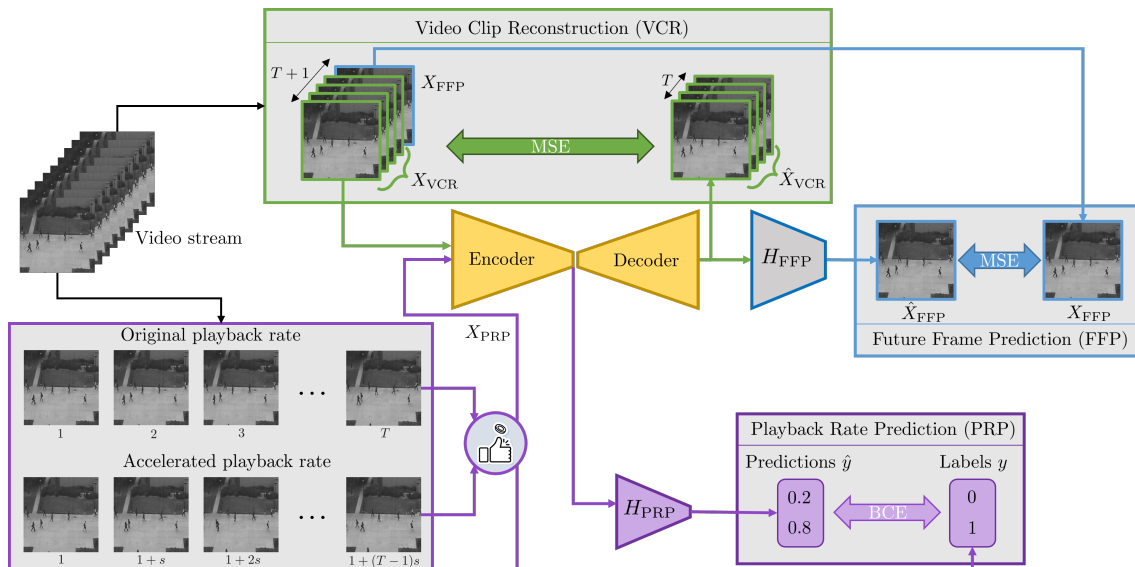 Video Clip Reconstruction (VCR)
T + 1
X_FFP
T
MSE
X_VCR
X̂_VCR
Video stream
Encoder
Decoder
H_FFP
MSE
X̂_FFP
X_FFP
Future Frame Prediction (FFP)
X_PRP
Original playback rate
...
1
2
3
T
Accelerated playback rate
...
1
1+s
1+2s
1+(T−1)s
H_PRP
Playback Rate Prediction (PRP)
Predictions ŷ
Labels y
0.2
0
BCE
0.8
1